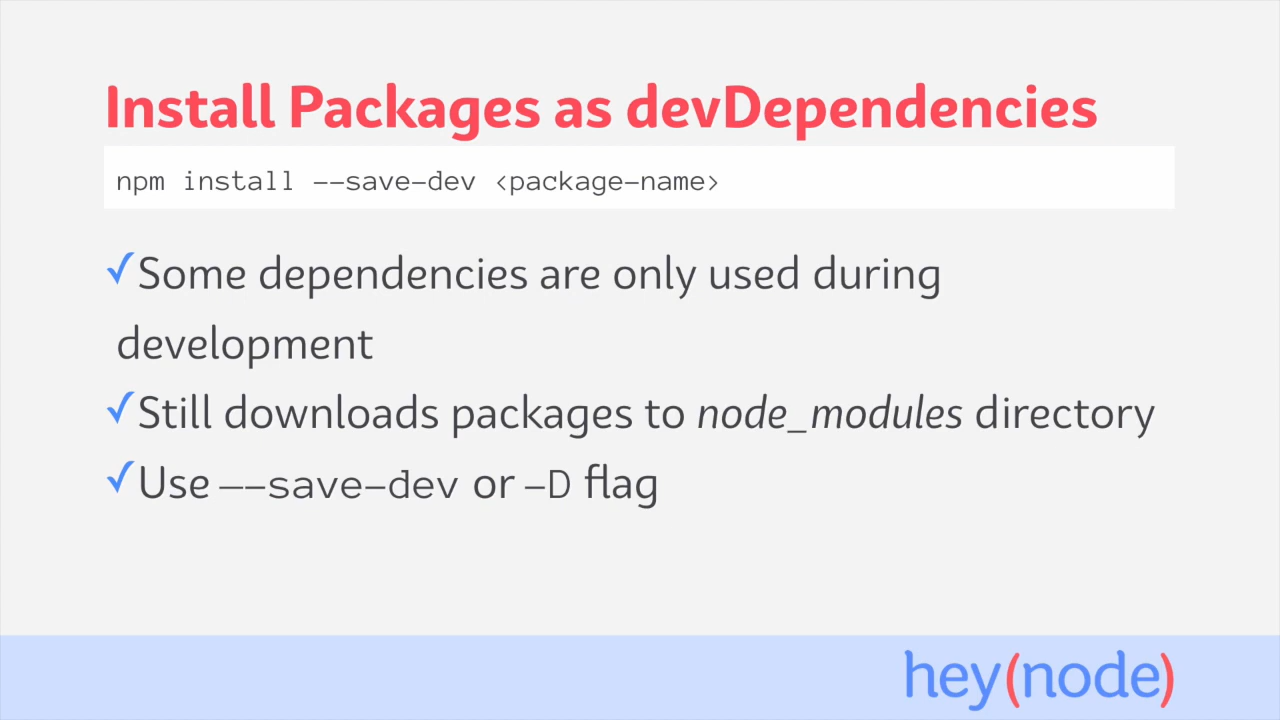 Install Packages as devDependencies
npm install --save-dev <package-name>
✓Some dependencies are only used during
development
✓Still downloads packages to node_modules directory
✓Use --save-dev or -D flag
hey(node)